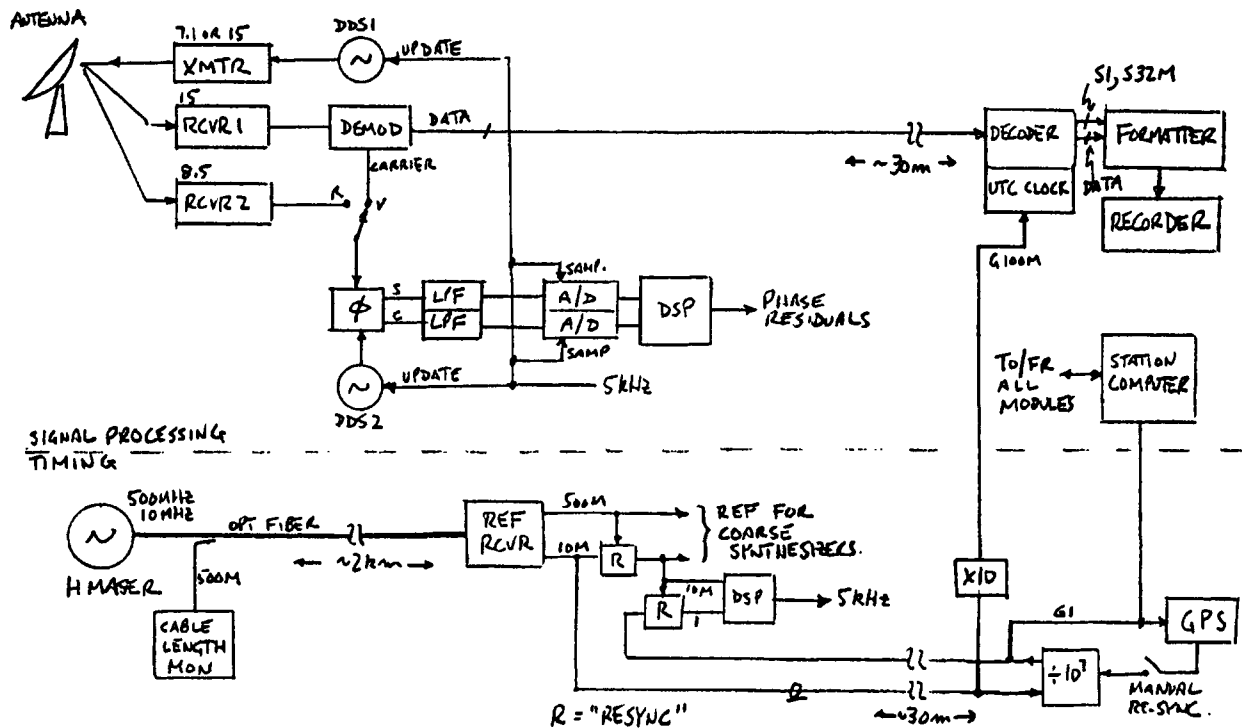 ANTENNA
7.1 OR 15
XMTR
DDS1
~
UPDATE
15
RCVR1
DEMOD
DATA
CARRIER
8.5
RCVR2
R
V
S1, S32M
DECODER
FORMATTER
~30m
UTC CLOCK
DATA
RECORDER
G100M
φ
S
C
LPF
LPF
SAMP.
A/D
A/D
SAMP
DSP
PHASE
RESIDUALS
~
UPDATE
5kHz
DDS2
TO/FR
ALL
MODULES
STATION
COMPUTER
SIGNAL PROCESSING
TIMING
500MHz
10MHz
~
H MASER
OPT FIBER
~2km
500M
CABLE
LENGTH
MON
REF
RCVR
500M
10M
R
REF FOR
COARSE
SYNTHESIZERS.
10M
R
1
DSP
5kHz
X10
G1
GPS
÷10⁷
MANUAL
RE-SYNC.
~30m
R = "RESYNC"